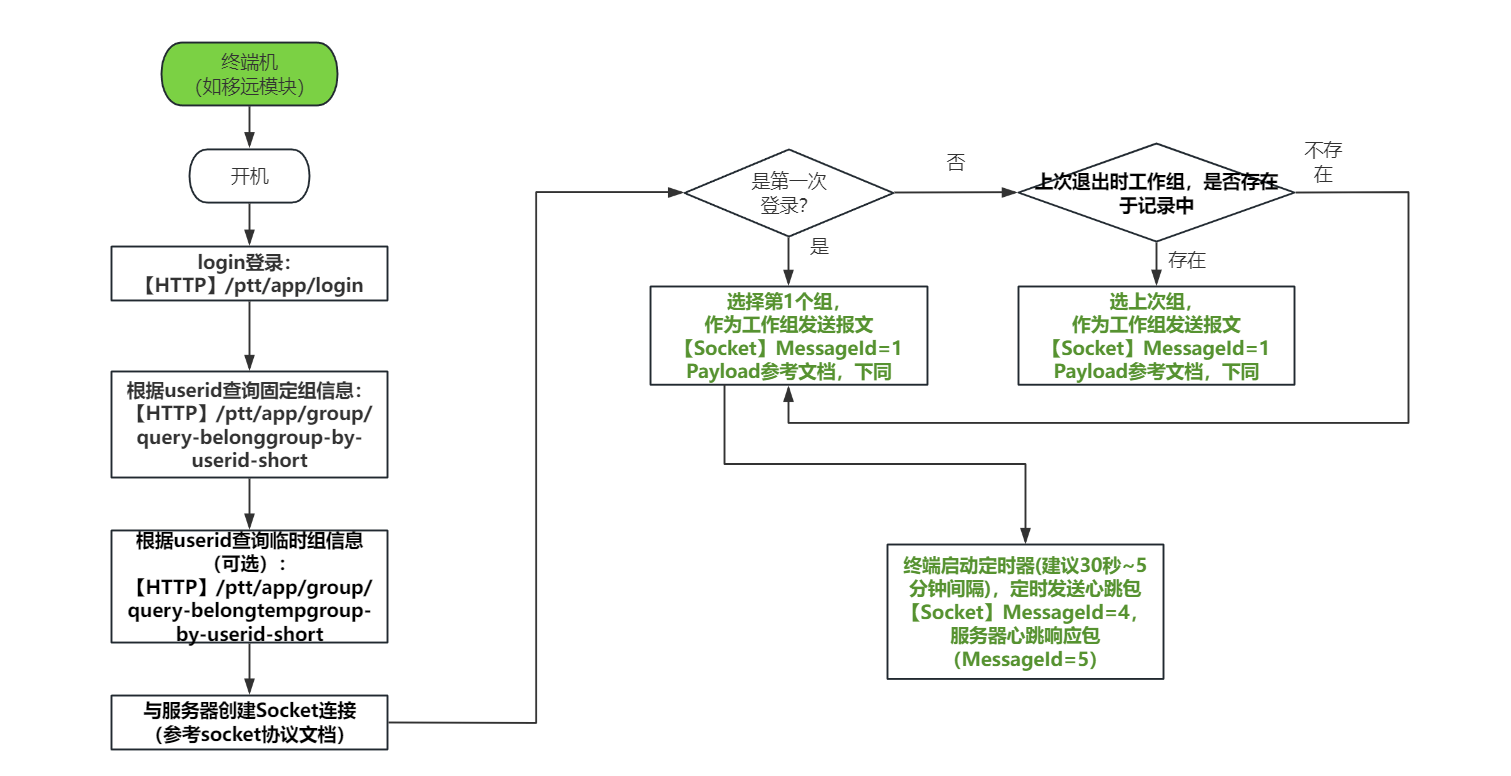 终端机
（如移远模块）
开机
login登录：
【HTTP】/ptt/app/login
根据userid查询固定组信息：
【HTTP】/ptt/app/group/
query-belonggroup-by-
userid-short
根据userid查询临时组信息
（可选）：
【HTTP】/ptt/app/group/
query-belongtempgroup-
by-userid-short
与服务器创建Socket连接
（参考socket协议文档）
是第一次
登录？
否
是
上次退出时工作组，是否存在
于记录中
不存
在
存在
选择第1个组，
作为工作组发送报文
【Socket】MessageId=1
Payload参考文档，下同
选上次组，
作为工作组发送报文
【Socket】MessageId=1
Payload参考文档，下同
终端启动定时器(建议30秒~5
分钟间隔)，定时发送心跳包
【Socket】MessageId=4，
服务器心跳响应包
（MessageId=5）